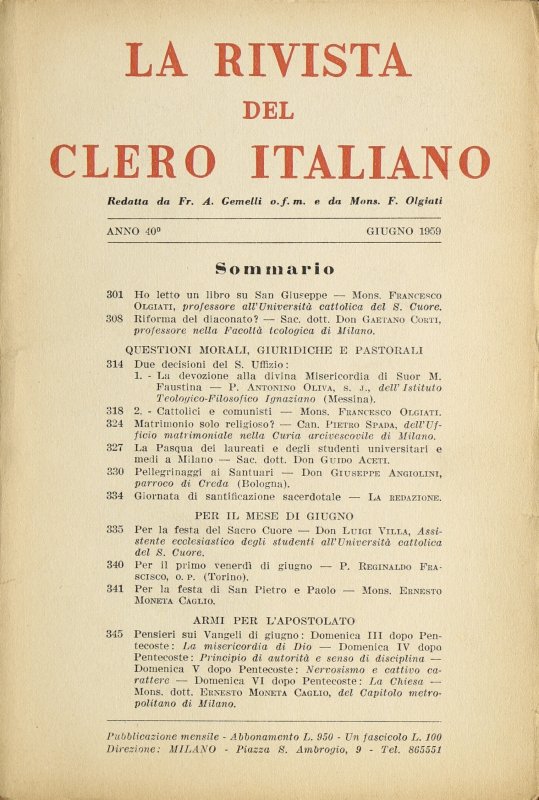 LA RIVISTA
DEL
CLERO ITALIANO
Redatta da Fr. A. Gemelli o.f.m. e da Mons. F. Olgiati
ANNO 40º GIUGNO 1959
Sommario
301 Ho letto un libro su San Giuseppe — Mons. FRANCESCO
OLGIATI, professore all'Università cattolica del S. Cuore.
308 Riforma del diaconato? — Sac. dott. Don GAETANO CORTI,
professore nella Facoltà teologica di Milano.
QUESTIONI MORALI, GIURIDICHE E PASTORALI
314 Due decisioni del S. Uffizio:
1. - La devozione alla divina Misericordia di Suor M.
Faustina — P. ANTONINO OLIVA, S. J., dell'Istituto
Teologico-Filosofico Ignaziano (Messina).
318 2. - Cattolici e comunisti — Mons. FRANCESCO OLGIATI.
324 Matrimonio solo religioso? — Can. PIETRO SPADA, dell'Uf-
ficio matrimoniale nella Curia arcivescovile di Milano.
327 La Pasqua dei laureati e degli studenti universitari e
medi a Milano — Sac. dott. Don GUIDO ACETI.
330 Pellegrinaggi ai Santuari — Don GIUSEPPE ANGIOLINI,
parroco di Creda (Bologna).
334 Giornata di santificazione sacerdotale — LA REDAZIONE.
PER IL MESE DI GIUGNO
335 Per la festa del Sacro Cuore — Don LUIGI VILLA, Assi-
stente ecclesiastico degli studenti all'Università cattolica
del S. Cuore.
340 Per il primo venerdì di giugno — P. REGINALDO FRA-
SCISCO, O. P. (Torino).
341 Per la festa di San Pietro e Paolo — Mons. ERNESTO
MONETA CAGLIO.
ARMI PER L'APOSTOLATO
345 Pensieri sui Vangeli di giugno: Domenica III dopo Pen-
tecoste: La misericordia di Dio — Domenica IV dopo
Pentecoste: Principio di autorità e senso di disciplina —
Domenica V dopo Pentecoste: Nervosismo e cattivo ca-
rattere — Domenica VI dopo Pentecoste: La Chiesa —
Mons. dott. ERNESTO MONETA CAGLIO, del Capitolo metro-
politano di Milano.
Pubblicazione mensile - Abbonamento L. 950 - Un fascicolo L. 100
Direzione: MILANO - Piazza S. Ambrogio, 9 - Tel. 865551